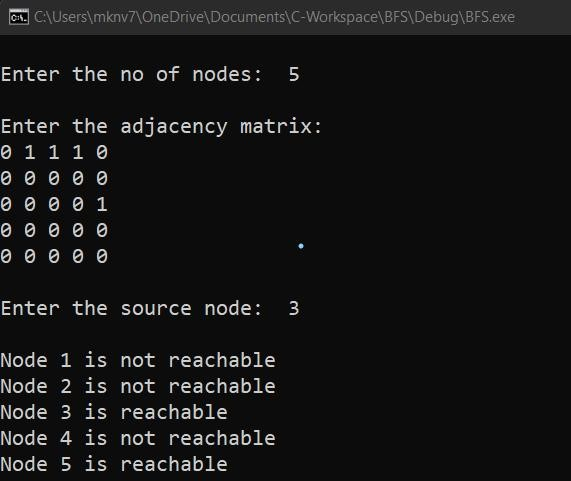 C:\Users\mknv7\OneDrive\Documents\C-Workspace\BFS\Debug\BFS.exe
Enter the no of nodes:  5
Enter the adjacency matrix:
0 1 1 1 0
0 0 0 0 0
0 0 0 0 1
0 0 0 0 0
0 0 0 0 0
Enter the source node:  3
Node 1 is not reachable
Node 2 is not reachable
Node 3 is reachable
Node 4 is not reachable
Node 5 is reachable